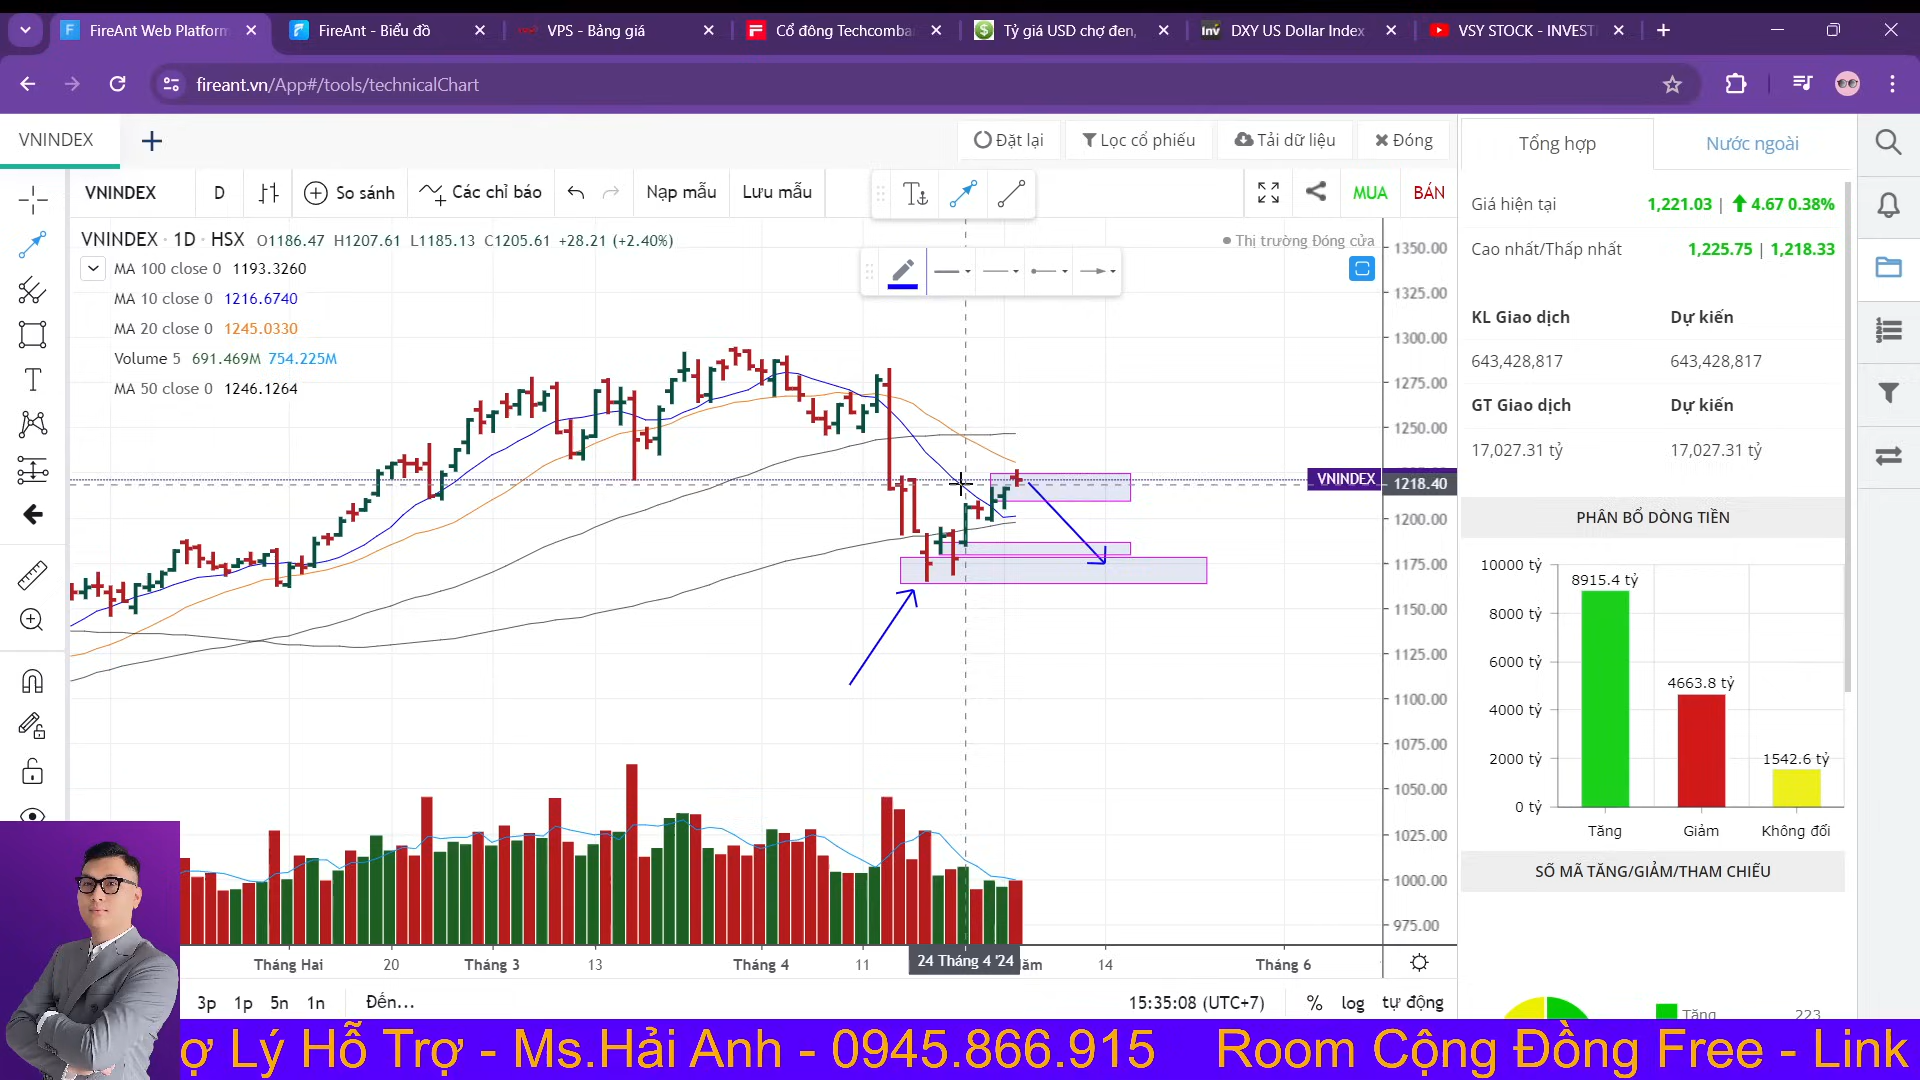 FireAnt Web Platform
FireAnt - Biểu đồ
VPS - Bảng giá
Cổ đông Techcomba
Tỷ giá USD chợ đen,
Inv
DXY US Dollar Index
VSY STOCK - INVEST
fireant.vn/App#/tools/technicalChart
VNINDEX
Đặt lại
Lọc cổ phiếu
Tải dữ liệu
Đóng
Tổng hợp
Nước ngoài
VNINDEX
D
So sánh
Các chỉ báo
Nạp mẫu
Lưu mẫu
MUA
BÁN
Giá hiện tại
1,221.03 | 4.67 0.38%
VNINDEX · 1D · HSX O1186.47 H1207.61 L1185.13 C1205.61 +28.21 (+2.40%)
Thị trường Đóng cửa
Cao nhất/Thấp nhất
1,225.75 | 1,218.33
MA 100 close 0 1193.3260
MA 10 close 0 1216.6740
MA 20 close 0 1245.0330
Volume 5 691.469M 754.225M
MA 50 close 0 1246.1264
KL Giao dịch
Dự kiến
643,428,817
643,428,817
GT Giao dịch
Dự kiến
17,027.31 tỷ
17,027.31 tỷ
1350.00
1325.00
1300.00
1275.00
1250.00
VNINDEX
1218.40
1200.00
1175.00
1150.00
1125.00
1100.00
1075.00
1050.00
1025.00
1000.00
975.00
PHÂN BỔ DÒNG TIỀN
10000 tỷ
8000 tỷ
6000 tỷ
4000 tỷ
2000 tỷ
0 tỷ
8915.4 tỷ
4663.8 tỷ
1542.6 tỷ
Tăng
Giảm
Không đổi
SỐ MÃ TĂNG/GIẢM/THAM CHIẾU
Tăng
223
Tháng Hai
20
Tháng 3
13
Tháng 4
11
24 Tháng 4 '24
14
Tháng 6
3p
1p
5n
1n
Đến...
15:35:08 (UTC+7)
%
log
tự động
ợ Lý Hỗ Trợ - Ms.Hải Anh - 0945.866.915 Room Cộng Đồng Free - Link